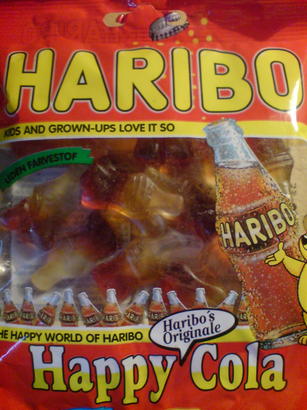 HARIBO
KIDS AND GROWN-UPS LOVE IT SO
UDEN FARVESTOF
HARIBO
THE HAPPY WORLD OF HARIBO
Haribo's
Originale
Happy Cola